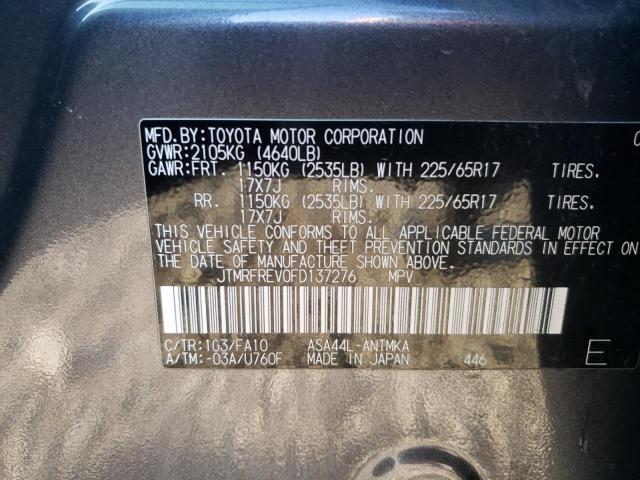 MFD.BY:TOYOTA MOTOR CORPORATION
GVWR:2105KG (4640LB)
GAWR:FRT. 1150KG (2535LB) WITH 225/65R17 TIRES.
17X7J RIMS.
RR. 1150KG (2535LB) WITH 225/65R17 TIRES.
17X7J RIMS.
THIS VEHICLE CONFORMS TO ALL APPLICABLE FEDERAL MOTOR
VEHICLE SAFETY AND THEFT PREVENTION STANDARDS IN EFFECT ON
THE DATE OF MANUFACTURE SHOWN ABOVE.
JTMRFREV0FD137276 MPV
C/TR:1G3/FA10 ASA44L-ANTMKA
A/TM:-03A/U760F MADE IN JAPAN 446
E